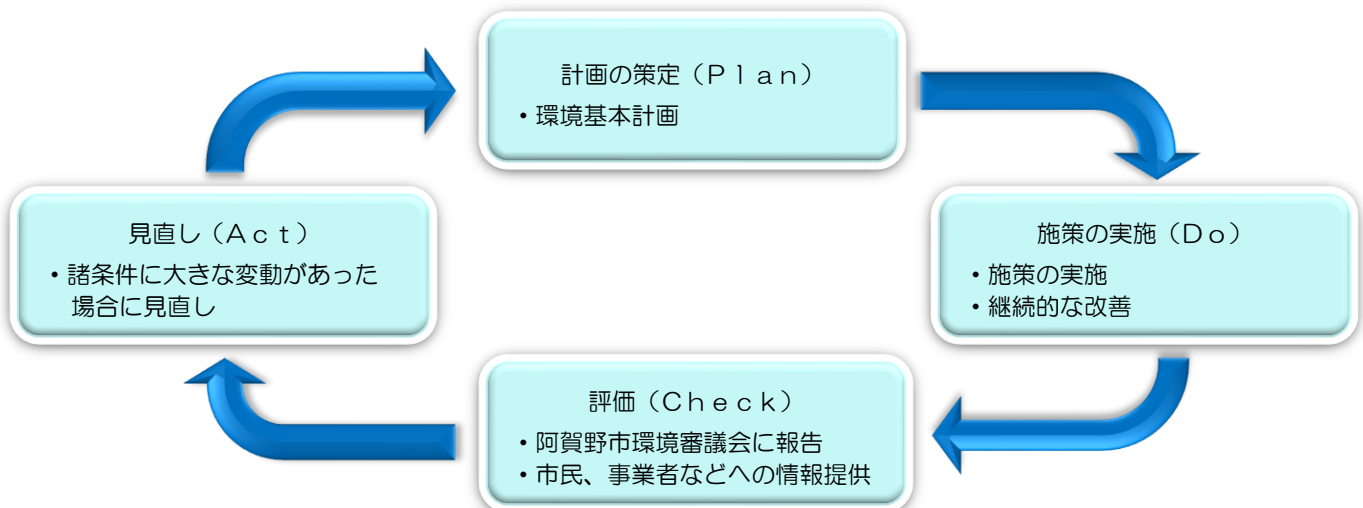 計画の策定（Ｐｌａｎ）
・環境基本計画
施策の実施（Ｄｏ）
・施策の実施
・継続的な改善
評価（Ｃｈｅｃｋ）
・阿賀野市環境審議会に報告
・市民、事業者などへの情報提供
見直し（Ａｃｔ）
・諸条件に大きな変動があった
場合に見直し